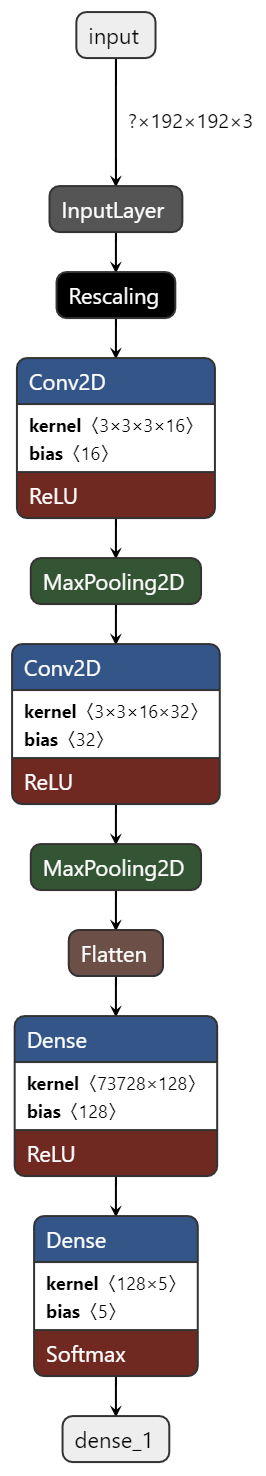 input
?×192×192×3
InputLayer
Rescaling
Conv2D
kernel 〈3×3×3×16〉
bias 〈16〉
ReLU
MaxPooling2D
Conv2D
kernel 〈3×3×16×32〉
bias 〈32〉
ReLU
MaxPooling2D
Flatten
Dense
kernel 〈73728×128〉
bias 〈128〉
ReLU
Dense
kernel 〈128×5〉
bias 〈5〉
Softmax
dense_1